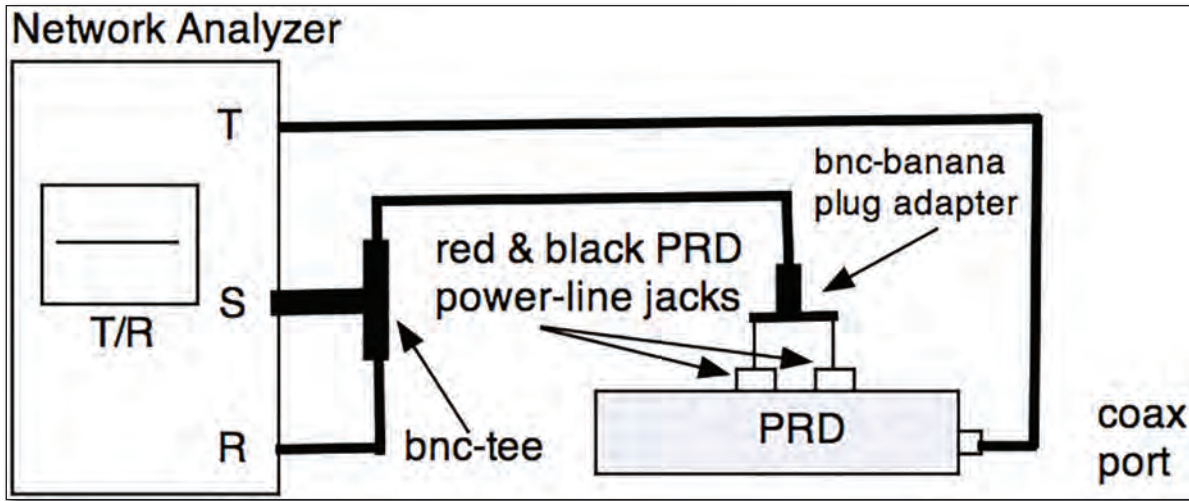 Network Analyzer
T
bnc-banana
plug adapter
red & black PRD
power-line jacks
S
T/R
R
bnc-tee
PRD
coax
port